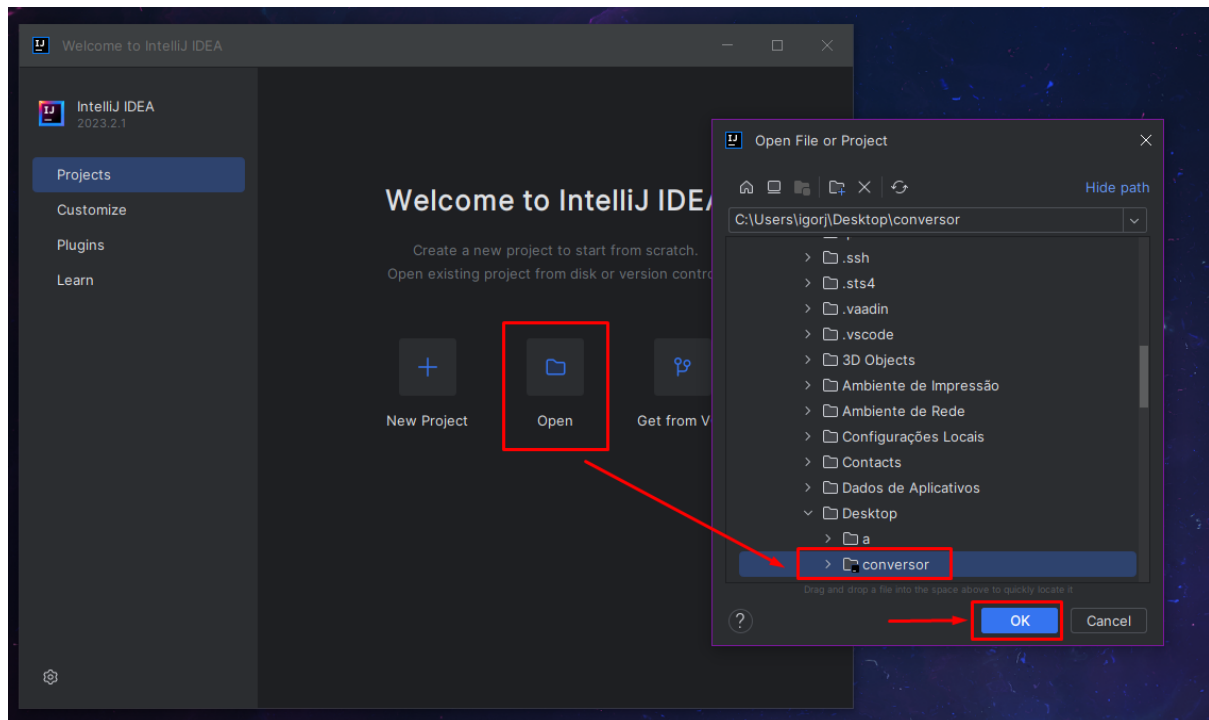 Welcome to IntelliJ IDEA
IntelliJ IDEA
2023.2.1
Projects
Customize
Plugins
Learn
Welcome to IntelliJ IDE
Create a new project to start from scratch.
Open existing project from disk or version contro
New Project
Open
Get from V
Open File or Project
Hide path
C:\Users\igorj\Desktop\conversor
.ssh
.sts4
.vaadin
.vscode
3D Objects
Ambiente de Impressão
Ambiente de Rede
Configurações Locais
Contacts
Dados de Aplicativos
Desktop
a
conversor
Drag and drop a file into the space above to quickly locate it
?
OK
Cancel